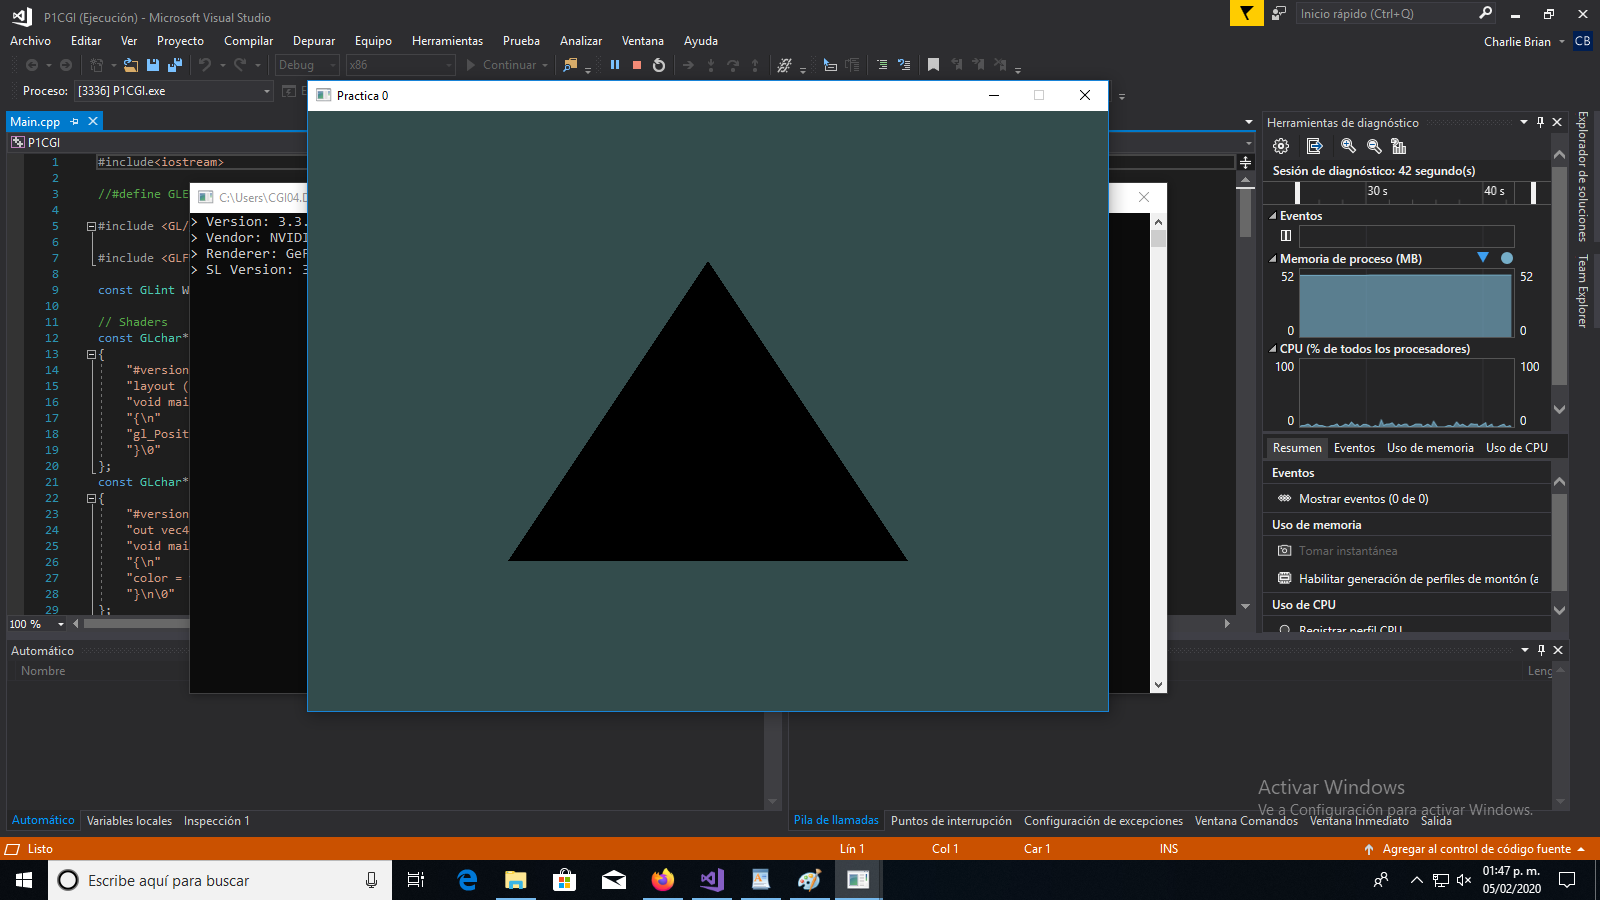 P1CGI (Ejecución) - Microsoft Visual Studio
Inicio rápido (Ctrl+Q)
Archivo Editar Ver Proyecto Compilar Depurar Equipo Herramientas Prueba Analizar Ventana Ayuda
Charlie Brian CB
Debug x86 Continuar
Proceso: [3336] P1CGI.exe
Practica 0
Main.cpp
P1CGI
1 #include<iostream>
2
3 //#define GLE
4
5 #include <GL/
6
7 #include <GLF
8
9 const GLint W
10
11 // Shaders
12 const GLchar*
13 {
14 "#version
15 "layout (
16 "void mai
17 "{\n"
18 "gl_Posit
19 "}\0"
20 };
21 const GLchar*
22 {
23 "#version
24 "out vec4
25 "void mai
26 "{\n"
27 "color =
28 "}\n\0"
29 };
100 %
C:\Users\CGI04.D
> Version: 3.3.
> Vendor: NVIDI
> Renderer: GeF
> SL Version: 3
Herramientas de diagnóstico
Sesión de diagnóstico: 42 segundo(s)
30 s 40 s
Eventos
Memoria de proceso (MB)
52 52
0 0
CPU (% de todos los procesadores)
100 100
0 0
Resumen Eventos Uso de memoria Uso de CPU
Eventos
Mostrar eventos (0 de 0)
Uso de memoria
Tomar instantánea
Habilitar generación de perfiles de montón (a
Uso de CPU
Registrar perfil CPU
Explorador de soluciones
Team Explorer
Automático
Nombre
Leng
Automático Variables locales Inspección 1
Pila de llamadas Puntos de interrupción Configuración de excepciones Ventana Comandos Ventana Inmediato Salida
Activar Windows
Ve a Configuración para activar Windows.
Listo Lín 1 Col 1 Car 1 INS Agregar al control de código fuente
Escribe aquí para buscar
01:47 p. m.
05/02/2020